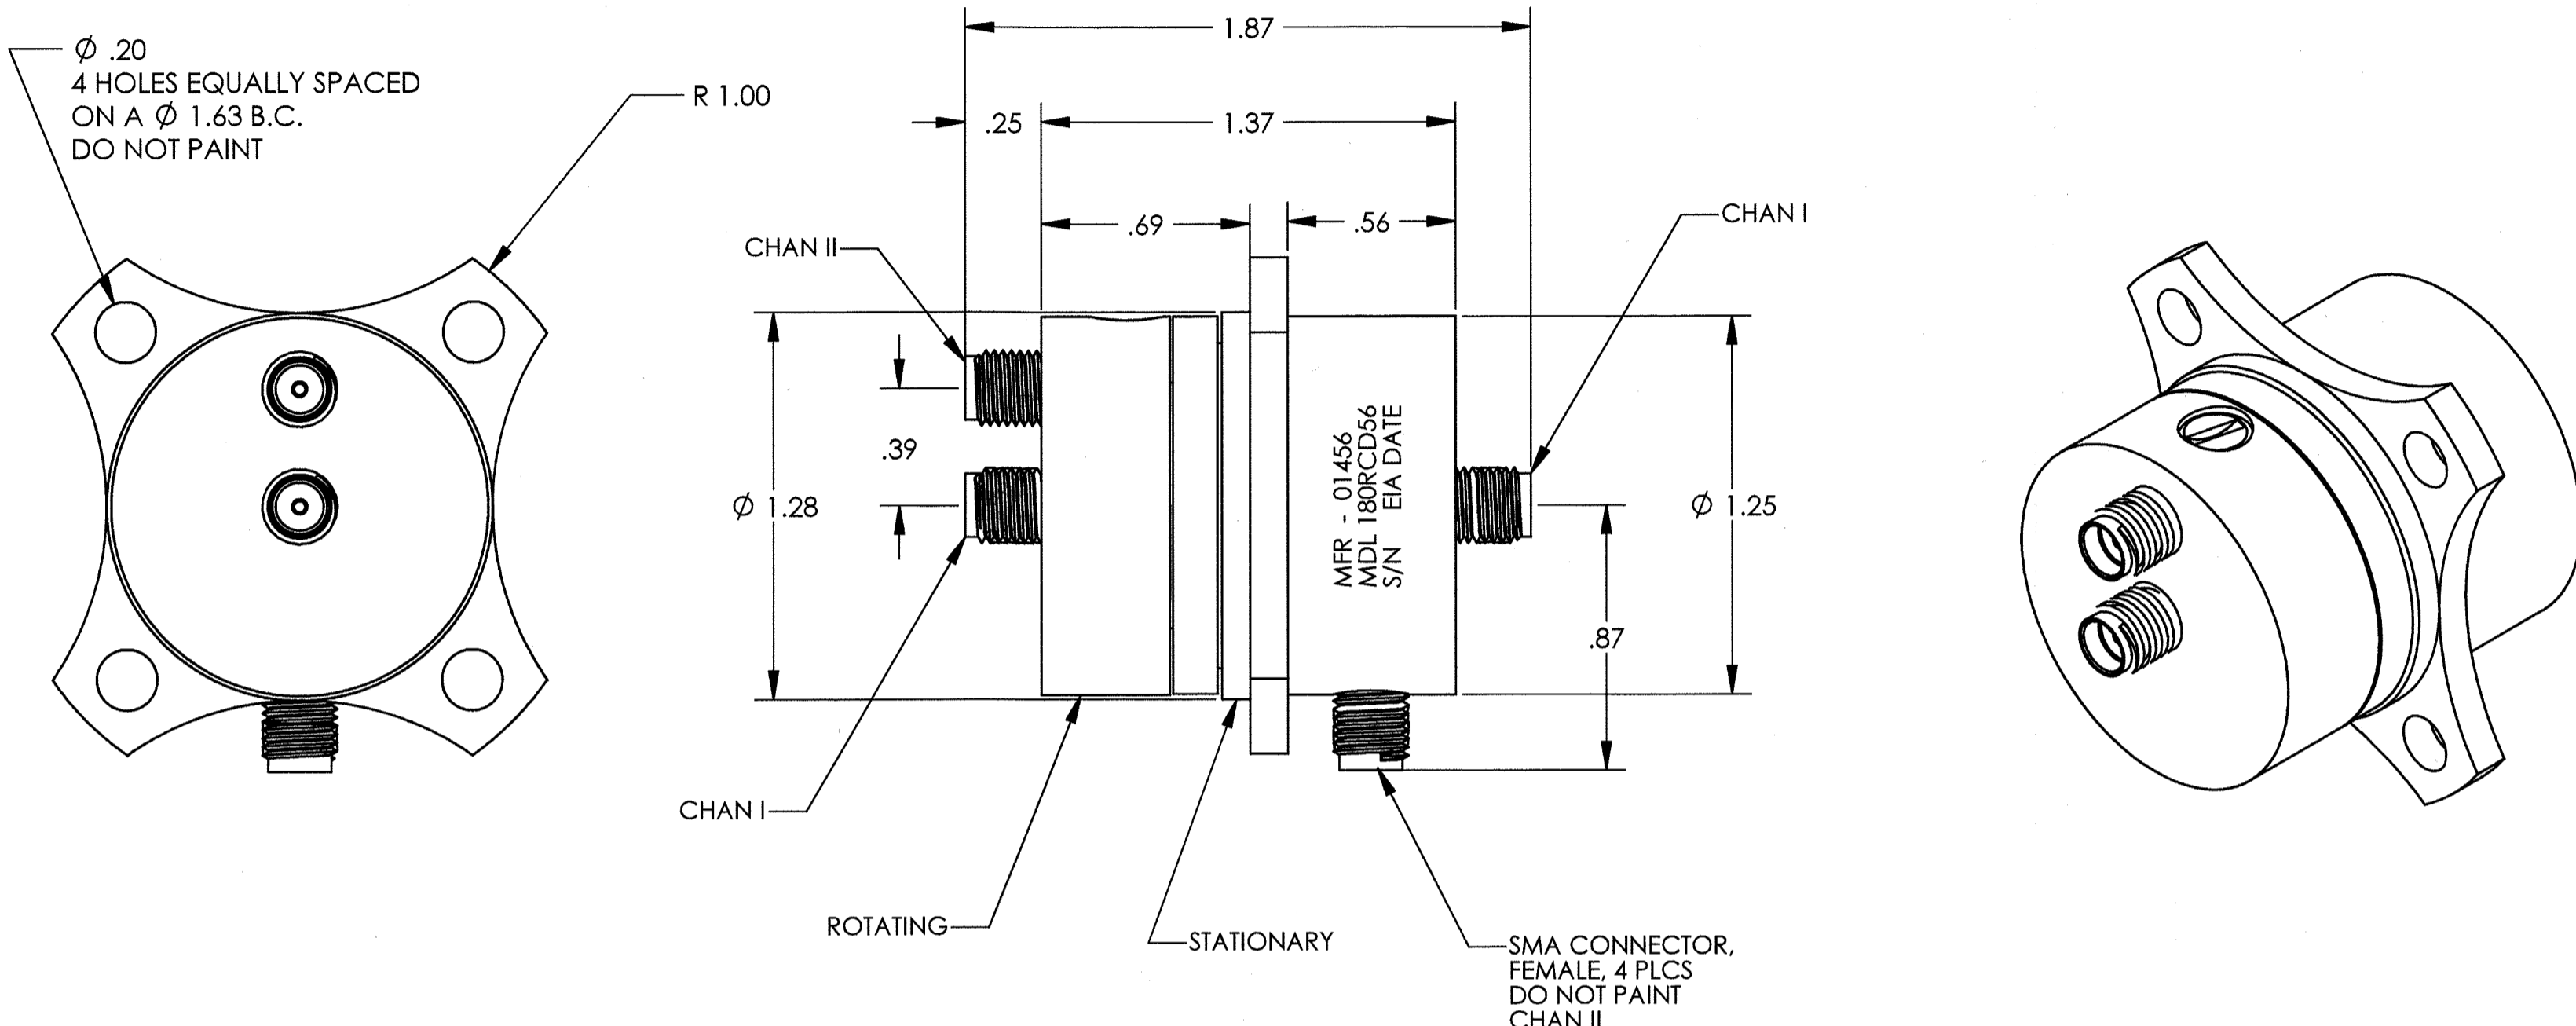 Ø .20
4 HOLES EQUALLY SPACED
ON A Ø 1.63 B.C.
DO NOT PAINT
R 1.00
1.87
.25
1.37
.69
.56
CHAN II
CHAN I
.39
Ø 1.28
MFR - 01456
MDL 180RCD56
S/N EIA DATE
Ø 1.25
.87
CHAN I
ROTATING
STATIONARY
SMA CONNECTOR,
FEMALE, 4 PLCS
DO NOT PAINT
CHAN II